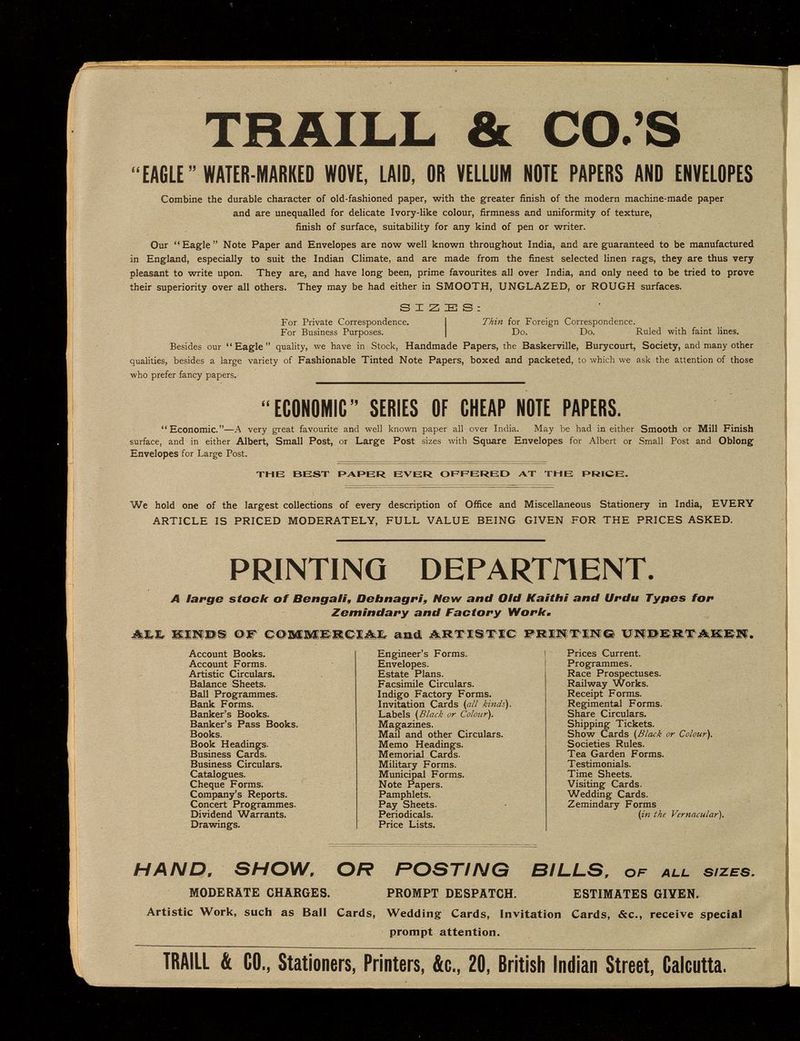 TRAILL & CO.'S
"EAGLE" WATER-MARKED WOVE, LAID, OR VELLUM NOTE PAPERS AND ENVELOPES
Combine the durable character of old-fashioned paper, with the greater finish of the modern machine-made paper
and are unequalled for delicate Ivory-like colour, firmness and uniformity of texture,
finish of surface, suitability for any kind of pen or writer.
Our "Eagle" Note Paper and Envelopes are now well known throughout India, and are guaranteed to be manufactured
in England, especially to suit the Indian Climate, and are made from the finest selected linen rags, they are thus very
pleasant to write upon. They are, and have long been, prime favourites all over India, and only need to be tried to prove
their superiority over all others. They may be had either in SMOOTH, UNGLAZED, or ROUGH surfaces.
SIZES:
For Private Correspondence. Thin for Foreign Correspondence.
For Business Purposes. Do. Do. Ruled with faint lines.
Besides our "Eagle" quality, we have in Stock, Handmade Papers, the Baskerville, Burycourt, Society, and many other
qualities, besides a large variety of Fashionable Tinted Note Papers, boxed and packeted, to which we ask the attention of those
who prefer fancy papers.
"ECONOMIC" SERIES OF CHEAP NOTE PAPERS.
"Economic."—A very great favourite and well known paper all over India. May be had in either Smooth or Mill Finish
surface, and in either Albert, Small Post, or Large Post sizes with Square Envelopes for Albert or Small Post and Oblong
Envelopes for Large Post.
THE BEST PAPER EVER OFFERED AT THE PRICE.
We hold one of the largest collections of every description of Office and Miscellaneous Stationery in India, EVERY
ARTICLE IS PRICED MODERATELY, FULL VALUE BEING GIVEN FOR THE PRICES ASKED.
PRINTING DEPARTMENT.
A large stock of Bengali, Debnagri, New and Old Kaithi and Urdu Types for
Zemindary and Factory Work.
ALL KINDS OF COMMERCIAL and ARTISTIC PRINTING UNDERTAKEN.
Account Books.
Account Forms.
Artistic Circulars.
Balance Sheets.
Ball Programmes.
Bank Forms.
Banker's Books.
Banker's Pass Books.
Books.
Book Headings.
Business Cards.
Business Circulars.
Catalogues.
Cheque Forms.
Company's Reports.
Concert Programmes.
Dividend Warrants.
Drawings.
Engineer's Forms.
Envelopes.
Estate Plans.
Facsimile Circulars.
Indigo Factory Forms.
Invitation Cards (all kinds).
Labels (Black or Colour).
Magazines.
Mail and other Circulars.
Memo Headings.
Memorial Cards.
Military Forms.
Municipal Forms.
Note Papers.
Pamphlets.
Pay Sheets.
Periodicals.
Price Lists.
Prices Current.
Programmes.
Race Prospectuses.
Railway Works.
Receipt Forms.
Regimental Forms.
Share Circulars.
Shipping Tickets.
Show Cards (Black or Colour).
Societies Rules.
Tea Garden Forms.
Testimonials.
Time Sheets.
Visiting Cards.
Wedding Cards.
Zemindary Forms
(in the Vernacular).
HAND, SHOW, OR POSTING BILLS, OF ALL SIZES.
MODERATE CHARGES. PROMPT DESPATCH. ESTIMATES GIVEN.
Artistic Work, such as Ball Cards, Wedding Cards, Invitation Cards, &c., receive special
prompt attention.
TRAILL & CO., Stationers, Printers, &c., 20, British Indian Street, Calcutta.